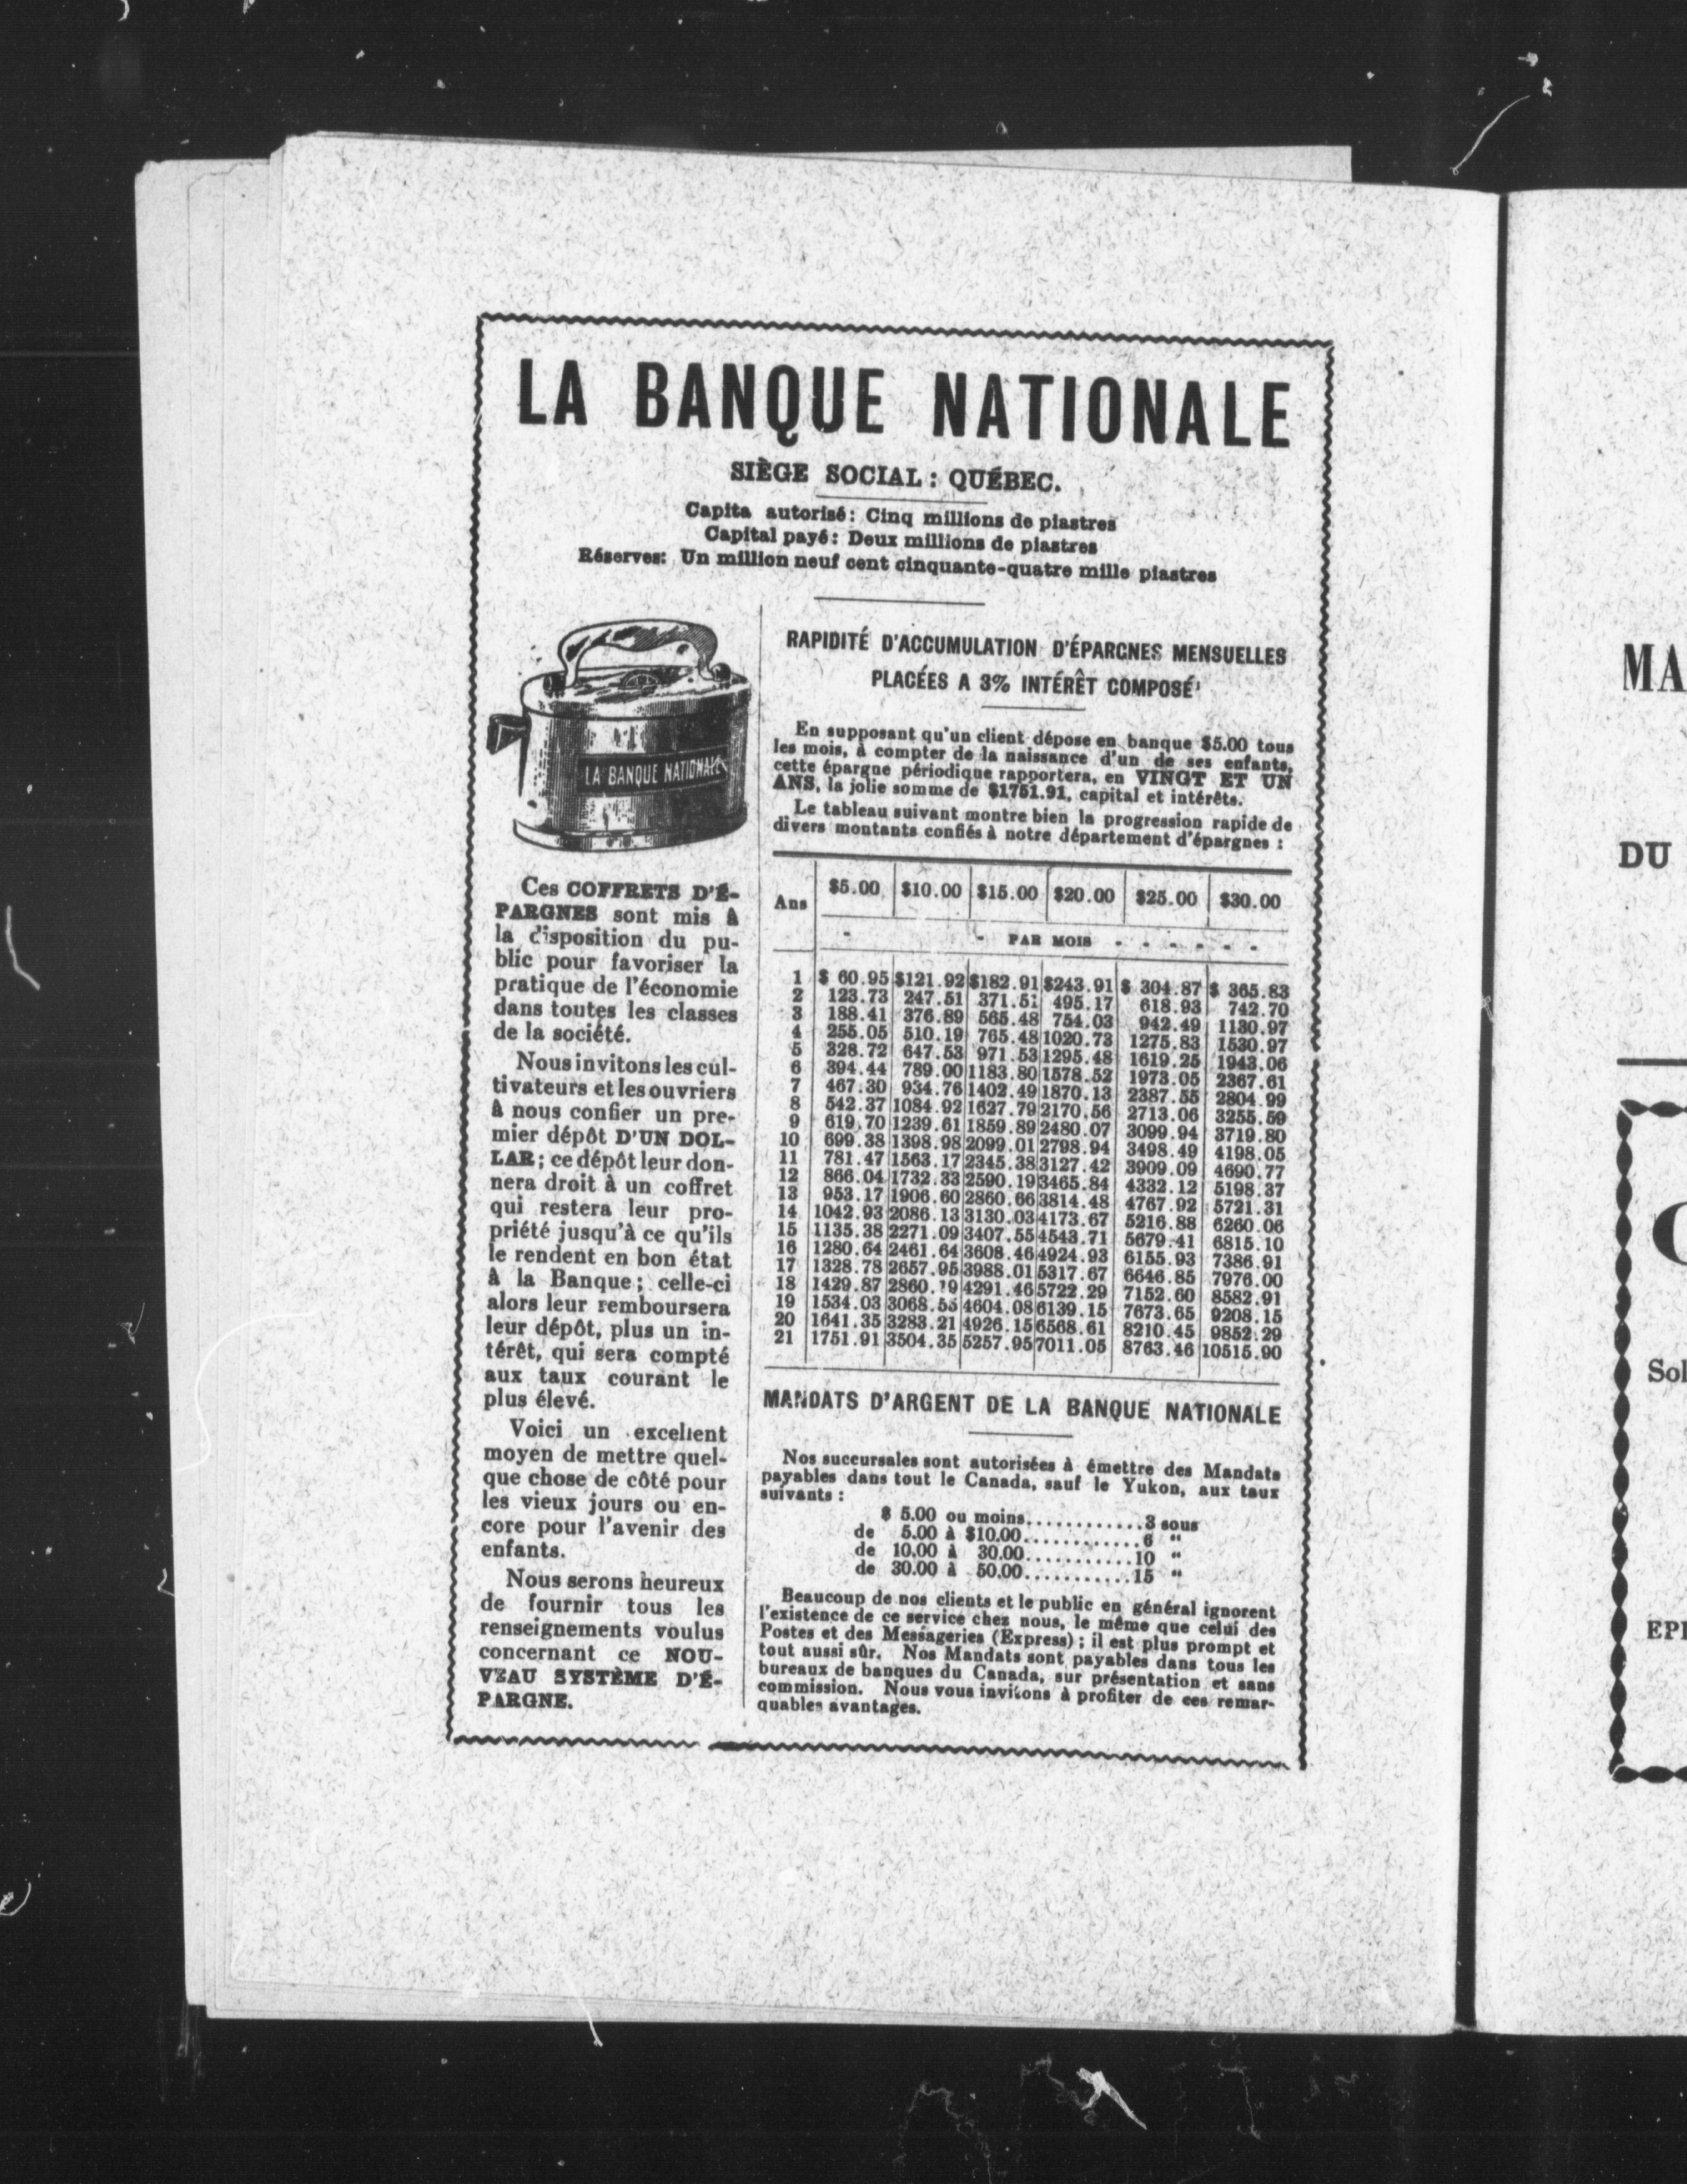 LA BANQUE NATIONALE
SIÈGE SOCIAL : QUÉBEC.
Capita autorisé : Cinq millions de piastres
Capital payé : Deux millions de piastres
Réserves: Un million neuf cent cinquante-quatre mille piastres
LA BANQUE NATIONALE
Ces COFFRETS D'É-
PARGNES sont mis à
la disposition du pu-
blic pour favoriser la
pratique de l'économie
dans toutes les classes
de la société.
Nous invitons les cul-
tivateurs et les ouvriers
à nous confier un pre-
mier dépôt D'UN DOL-
LAR ; ce dépôt leur don-
nera droit à un coffret
qui restera leur pro-
priété jusqu'à ce qu'ils
le rendent en bon état
à la Banque ; celle-ci
alors leur remboursera
leur dépôt, plus un in-
térêt, qui sera compté
aux taux courant le
plus élevé.
Voici un excellent
moyen de mettre quel-
que chose de côté pour
les vieux jours ou en-
core pour l'avenir des
enfants.
Nous serons heureux
de fournir tous les
renseignements voulus
concernant ce NOU-
VEAU SYSTÈME D'É-
PARGNE.
RAPIDITÉ D'ACCUMULATION D'ÉPARGNES MENSUELLES
PLACÉES A 3% INTÉRÊT COMPOSÉ
En supposant qu'un client dépose en banque $5.00 tous
les mois, à compter de la naissance d'un de ses enfants,
cette épargne périodique rapportera, en VINGT ET UN
ANS, la jolie somme de $1751.91, capital et intérêts.
Le tableau suivant montre bien la progression rapide de
divers montants confiés à notre département d'épargnes :
Ans $5.00 $10.00 $15.00 $20.00 $25.00 $30.00
- - PAR MOIS - - - - - -
1 $ 60.95 $121.92 $182.91 $243.91 $ 304.87 $ 365.83
2 123.73 247.51 371.51 495.17 618.93 742.70
3 188.41 376.89 565.48 754.03 942.49 1130.97
4 255.05 510.19 765.48 1020.73 1275.83 1530.97
5 328.72 647.53 971.53 1295.48 1619.25 1943.06
6 394.44 789.00 1183.80 1578.52 1973.05 2367.61
7 467.30 934.76 1402.49 1870.13 2387.55 2804.99
8 542.37 1084.92 1627.79 2170.56 2713.06 3255.59
9 619.70 1239.61 1859.89 2480.07 3099.94 3719.80
10 699.38 1398.98 2099.01 2798.94 3498.49 4198.05
11 781.47 1563.17 2345.38 3127.42 3909.09 4690.77
12 866.04 1732.33 2590.19 3465.84 4332.12 5198.37
13 953.17 1906.60 2860.66 3814.48 4767.92 5721.31
14 1042.93 2086.13 3130.03 4173.67 5216.88 6260.06
15 1135.38 2271.09 3407.55 4543.71 5679.41 6815.10
16 1280.64 2461.64 3608.46 4924.93 6155.93 7386.91
17 1328.78 2657.95 3988.01 5317.67 6646.85 7976.00
18 1429.87 2860.19 4291.46 5722.29 7152.60 8582.91
19 1534.03 3068.55 4604.08 6139.15 7673.65 9208.15
20 1641.35 3283.21 4926.15 6568.61 8210.45 9852.29
21 1751.91 3504.35 5257.95 7011.05 8763.46 10515.90
MANDATS D'ARGENT DE LA BANQUE NATIONALE
Nos succursales sont autorisées à émettre des Mandats
payables dans tout le Canada, sauf le Yukon, aux taux
suivants :
$ 5.00 ou moins............3 sous
de 5.00 à $10.00............6 "
de 10.00 à 30.00...........10 "
de 30.00 à 50.00...........15 "
Beaucoup de nos clients et le public en général ignorent
l'existence de ce service chez nous, le même que celui des
Postes et des Messageries (Express) ; il est plus prompt et
tout aussi sûr. Nos Mandats sont payables dans tous les
bureaux de banques du Canada, sur présentation et sans
commission. Nous vous invitons à profiter de ces remar-
quables avantages.
MA
DU
Sol
EPI